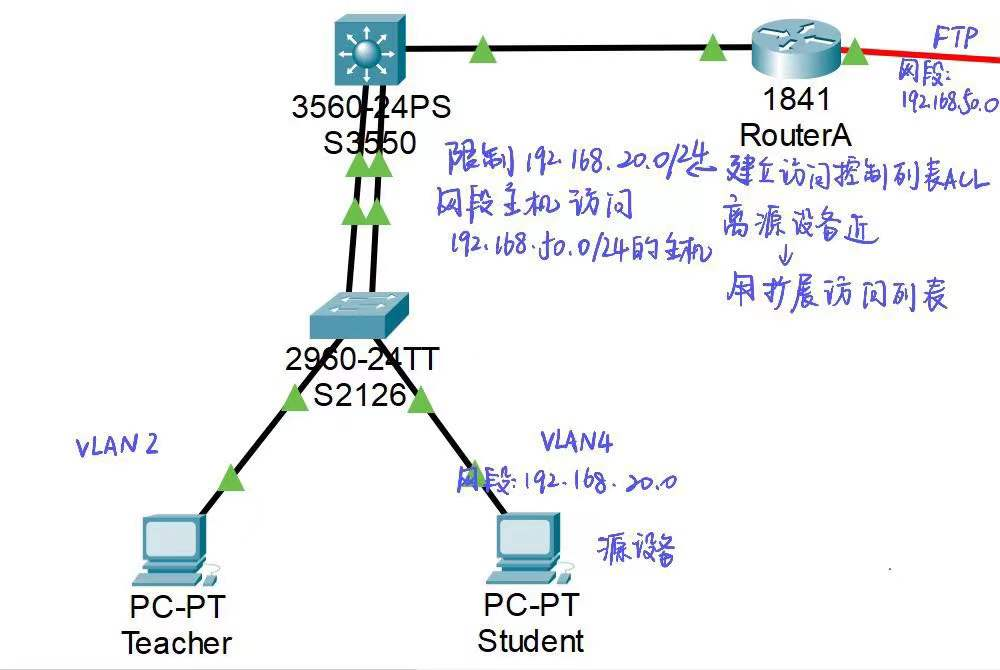 FTP
网段:
192.168.50.0
3560-24PS
S3550
1841
RouterA
限制192.168.20.0/24
网段主机访问
192.168.50.0/24的主机
建立访问控制列表ACL
离源设备近
↓
用扩展访问列表
2960-24TT
S2126
VLAN2
VLAN4
网段:192.168.20.0
源设备
PC-PT
Teacher
PC-PT
Student